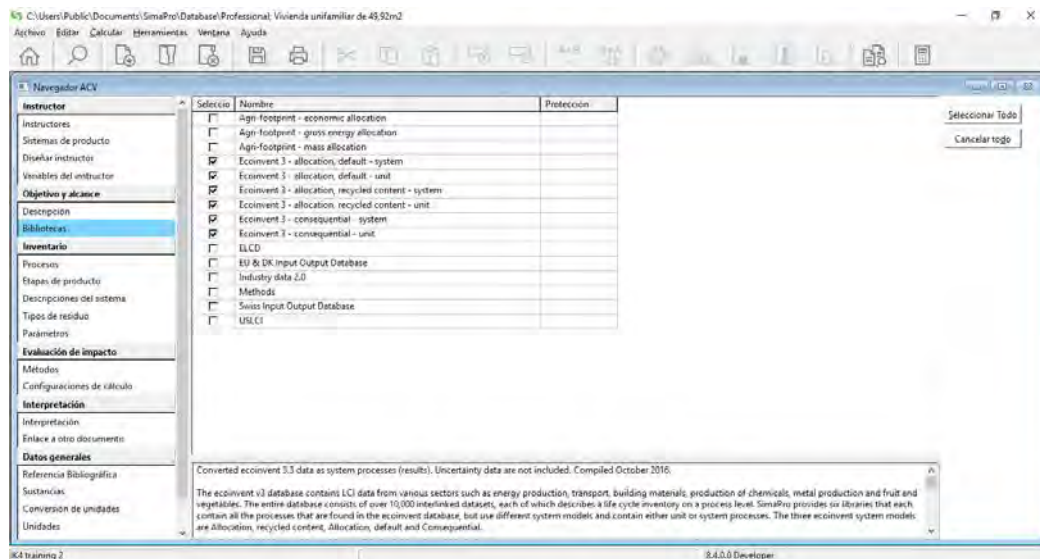 C:\Users\Public\Documents\SimaPro\Database\Professional; Vivienda unifamiliar de 49,92m2
Archivo Editar Calcular Herramientas Ventana Ayuda
Navegador ACV
Instructor
Instructores
Sistemas de producto
Diseñar instructor
Variables del instructor
Objetivo y alcance
Descripción
Bibliotecas
Inventario
Procesos
Etapas de producto
Descripciones del sistema
Tipos de residuo
Parámetros
Evaluación de impacto
Métodos
Configuraciones de cálculo
Interpretación
Interpretación
Enlace a otro documento
Datos generales
Referencia Bibliográfica
Sustancias
Conversión de unidades
Unidades
Seleccio Nombre Protección
Agri-footprint - economic allocation
Agri-footprint - gross energy allocation
Agri-footprint - mass allocation
Ecoinvent 3 - allocation, default - system
Ecoinvent 3 - allocation, default - unit
Ecoinvent 3 - allocation, recycled content - system
Ecoinvent 3 - allocation, recycled content - unit
Ecoinvent 3 - consequential - system
Ecoinvent 3 - consequential - unit
ELCD
EU & DK Input Output Database
Industry data 2.0
Methods
Swiss Input Output Database
USLCI
Seleccionar Todo
Cancelar todo
Converted ecoinvent 3.3 data as system processes (results). Uncertainty data are not included. Compiled October 2016.
The ecoinvent v3 database contains LCI data from various sectors such as energy production, transport, building materials, production of chemicals, metal production and fruit and
vegetables. The entire database consists of over 10,000 interlinked datasets, each of which describes a life cycle inventory on a process level. SimaPro provides six libraries that each
contain all the processes that are found in the ecoinvent database, but use different system models and contain either unit or system processes. The three ecoinvent system models
are Allocation, recycled content, Allocation, default and Consequential.
training 2
8.4.0.0 Developer